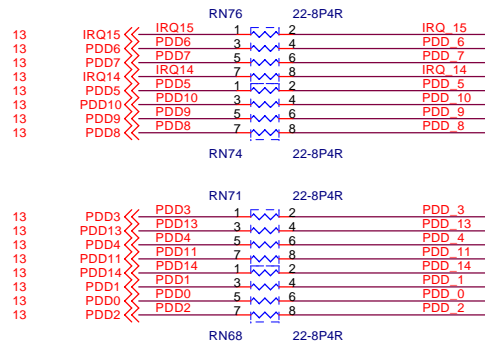 RN76 22-8P4R
13 IRQ15 IRQ15 1 2 IRQ_15
13 PDD6 PDD6 3 4 PDD_6
13 PDD7 PDD7 5 6 PDD_7
13 IRQ14 IRQ14 7 8 IRQ_14
13 PDD5 PDD5 1 2 PDD_5
13 PDD10 PDD10 3 4 PDD_10
13 PDD9 PDD9 5 6 PDD_9
13 PDD8 PDD8 7 8 PDD_8
RN74 22-8P4R
RN71 22-8P4R
13 PDD3 PDD3 1 2 PDD_3
13 PDD13 PDD13 3 4 PDD_13
13 PDD4 PDD4 5 6 PDD_4
13 PDD11 PDD11 7 8 PDD_11
13 PDD14 PDD14 1 2 PDD_14
13 PDD1 PDD1 3 4 PDD_1
13 PDD0 PDD0 5 6 PDD_0
13 PDD2 PDD2 7 8 PDD_2
RN68 22-8P4R